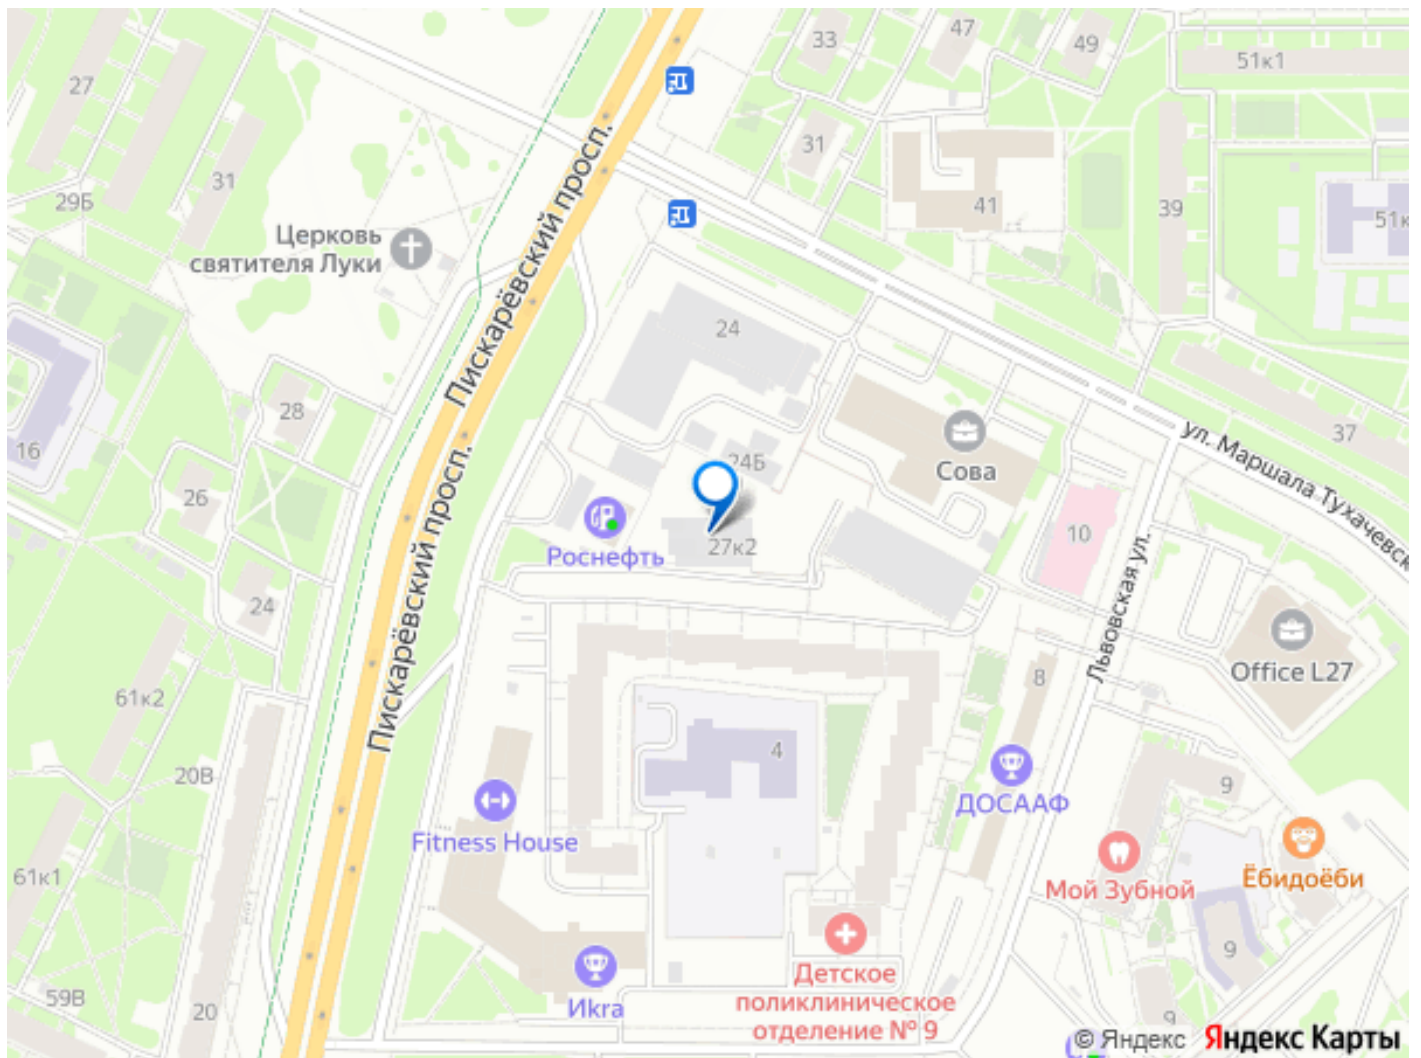 27
33
47
49
51к1
31
29Б
31
41
39
51к
Церковь
святителя Луки
Пискарёвский просп.
24
28
16
26
24
Пискарёвский просп.
24Б
Сова
37
ул. Маршала Тухачевск
Роснефть
27к2
10
Львовская ул.
Office L27
61к2
20В
8
4
ДОСААФ
9
Fitness House
Мой Зубной
Ёбидоёби
61к1
9
Детское
поликлиническое
отделение № 9
Иkra
59В
20
9
© Яндекс Яндекс Карты